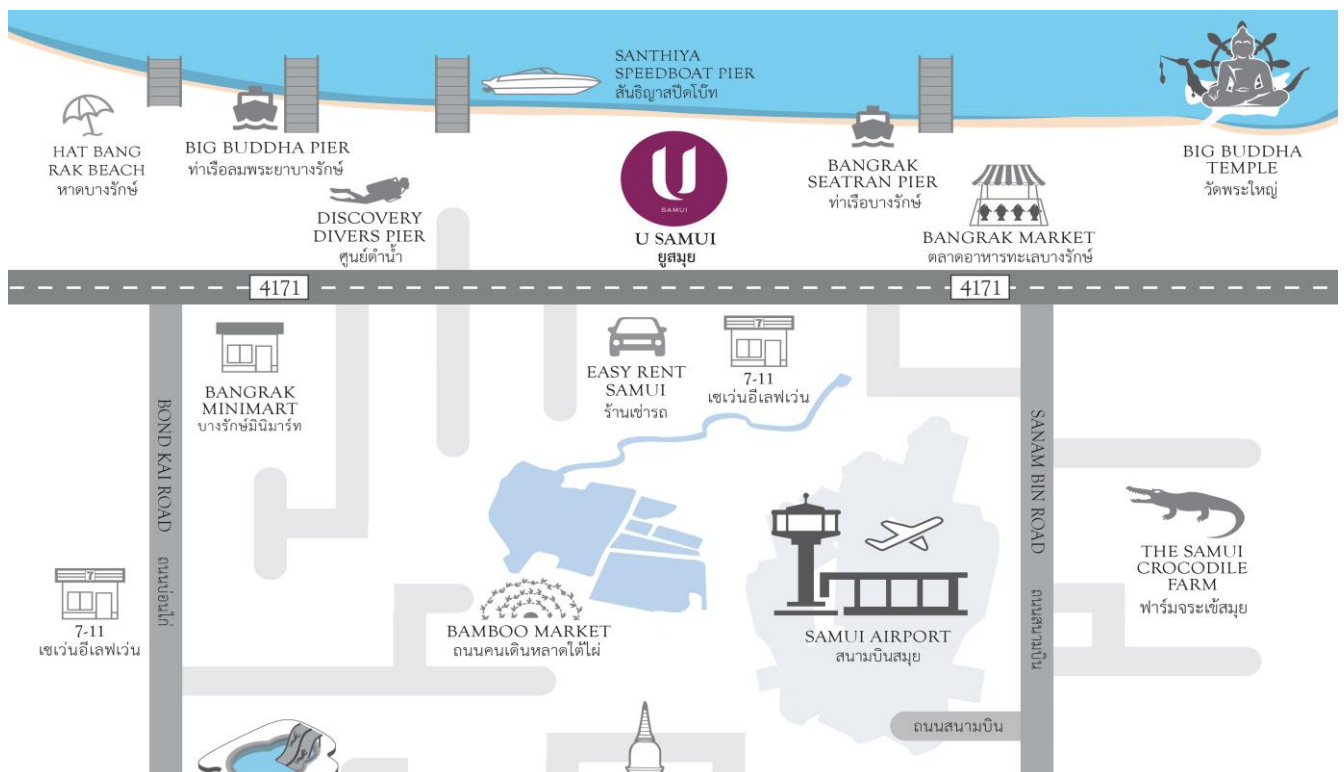 SANTHIYA
SPEEDBOAT PIER
สันธิญาสปีดโบ๊ท
HAT BANG
RAK BEACH
หาดบางรักษ์
BIG BUDDHA PIER
ท่าเรือลมพระยาบางรักษ์
DISCOVERY
DIVERS PIER
ศูนย์ดำน้ำ
U
SAMUI
U SAMUI
ยูสมุย
BANGRAK
SEATRAN PIER
ท่าเรือบางรักษ์
BANGRAK MARKET
ตลาดอาหารทะเลบางรักษ์
BIG BUDDHA
TEMPLE
วัดพระใหญ่
4171
4171
BANGRAK
MINIMART
บางรักษ์มินิมาร์ท
EASY RENT
SAMUI
ร้านเช่ารถ
7
7-11
เซเว่นอีเลฟเว่น
BOND KAI ROAD ถนนบ่อนไก่
SANAM BIN ROAD ถนนสนามบิน
THE SAMUI
CROCODILE
FARM
ฟาร์มจระเข้สมุย
7
7-11
เซเว่นอีเลฟเว่น
BAMBOO MARKET
ถนนคนเดินหลาดใต้ไผ่
SAMUI AIRPORT
สนามบินสมุย
ถนนสนามบิน